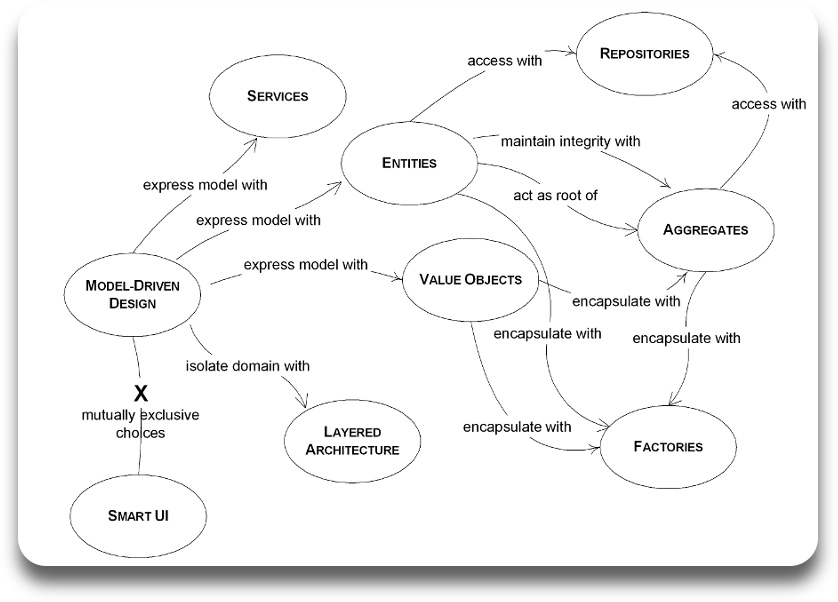 REPOSITORIES
access with
SERVICES
access with
maintain integrity with
ENTITIES
express model with
act as root of
express model with
AGGREGATES
express model with
VALUE OBJECTS
MODEL-DRIVEN
DESIGN
encapsulate with
encapsulate with
encapsulate with
isolate domain with
X
mutually exclusive
choices
encapsulate with
LAYERED
ARCHITECTURE
FACTORIES
SMART UI